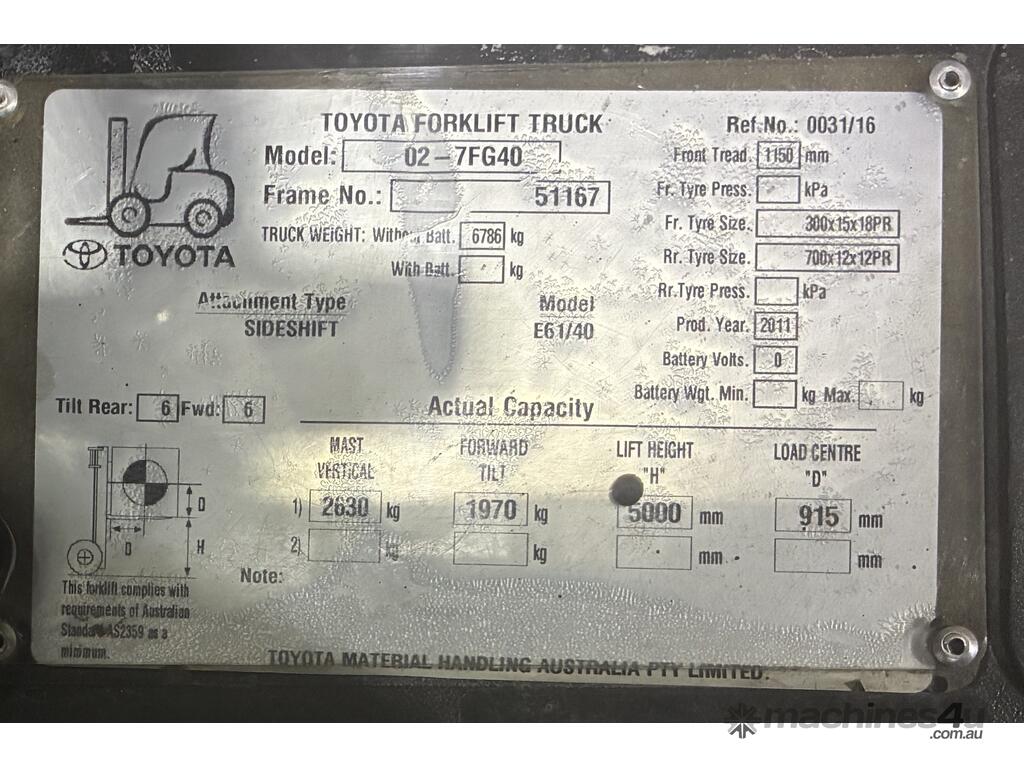 TOYOTA FORKLIFT TRUCK
Ref.No.: 0031/16
Model: 02-7FG40
Front Tread. 1150 mm
Frame No.: 51167
Fr. Tyre Press. kPa
TRUCK WEIGHT: Without Batt. 6786 kg
Fr. Tyre Size. 300x15x18PR
TOYOTA
With Batt. kg
Rr. Tyre Size. 700x12x12PR
Rr.Tyre Press. kPa
Attachment Type Model
SIDESHIFT E61/40
Prod. Year. 2011
Battery Volts. 0
Battery Wgt. Min. kg Max. kg
Tilt Rear: 6 Fwd: 6
Actual Capacity
MAST VERTICAL
FORWARD TILT
LIFT HEIGHT "H"
LOAD CENTRE "D"
1) 2630 kg 1970 kg 5000 mm 915 mm
2) kg kg mm mm
D
D
H
Note:
This forklift complies with
requirements of Australian
Standard AS2359 as a
minimum.
TOYOTA MATERIAL HANDLING AUSTRALIA PTY LIMITED.
machines4u
.com.au